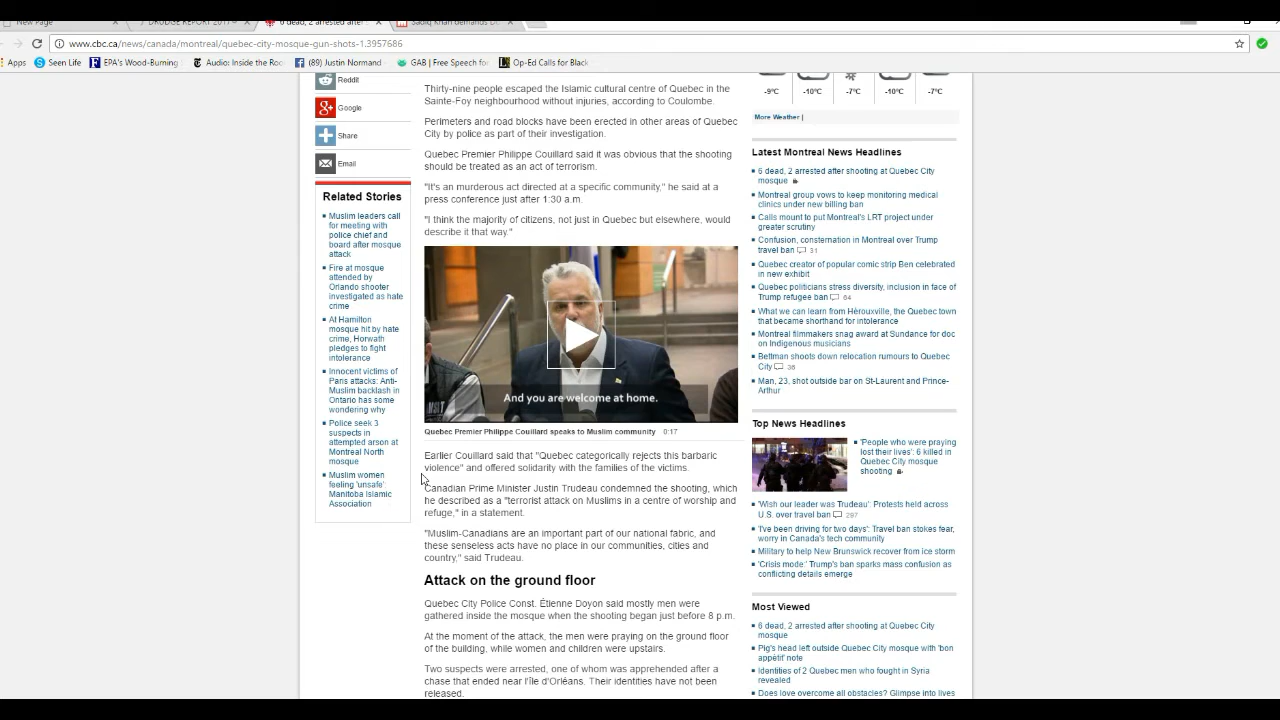 New Page
DRUDGE REPORT 2017
6 dead, 2 arrested after
Sadiq Khan demands
www.cbc.ca/news/canada/montreal/quebec-city-mosque-gun-shots-1.3957686
Apps
Seen Life
EPA's Wood-Burning
Audio: Inside the Roo
(89) Justin Normand
GAB | Free Speech for
Op-Ed Calls for Black
Reddit
Google
Share
Email
Related Stories
Muslim leaders call
for meeting with
police chief and
board after mosque
attack
Fire at mosque
attended by
Orlando shooter
investigated as hate
crime
At Hamilton
mosque hit by hate
crime, Horwath
pledges to fight
intolerance
Innocent victims of
Paris attacks: Anti-
Muslim backlash in
Ontario has some
wondering why
Police seek 3
suspects in
attempted arson at
Montreal North
mosque
Muslim women
feeling 'unsafe':
Manitoba Islamic
Association
Thirty-nine people escaped the Islamic cultural centre of Quebec in the
Sainte-Foy neighbourhood without injuries, according to Coulombe.
Perimeters and road blocks have been erected in other areas of Quebec
City by police as part of their investigation.
Quebec Premier Philippe Couillard said it was obvious that the shooting
should be treated as an act of terrorism.
"It's an murderous act directed at a specific community," he said at a
press conference just after 1:30 a.m.
"I think the majority of citizens, not just in Quebec but elsewhere, would
describe it that way."
And you are welcome at home.
Quebec Premier Philippe Couillard speaks to Muslim community 0:17
Earlier Couillard said that "Quebec categorically rejects this barbaric
violence" and offered solidarity with the families of the victims.
Canadian Prime Minister Justin Trudeau condemned the shooting, which
he described as a "terrorist attack on Muslims in a centre of worship and
refuge," in a statement.
"Muslim-Canadians are an important part of our national fabric, and
these senseless acts have no place in our communities, cities and
country," said Trudeau.
Attack on the ground floor
Quebec City Police Const. Étienne Doyon said mostly men were
gathered inside the mosque when the shooting began just before 8 p.m.
At the moment of the attack, the men were praying on the ground floor
of the building, while women and children were upstairs.
Two suspects were arrested, one of whom was apprehended after a
chase that ended near l'île d'Orléans. Their identities have not been
released.
-9°C
-10°C
-7°C
-10°C
-7°C
More Weather |
Latest Montreal News Headlines
6 dead, 2 arrested after shooting at Quebec City
mosque
Montreal group vows to keep monitoring medical
clinics under new billing ban
Calls mount to put Montreal's LRT project under
greater scrutiny
Confusion, consternation in Montreal over Trump
travel ban 31
Quebec creator of popular comic strip Ben celebrated
in new exhibit
Quebec politicians stress diversity, inclusion in face of
Trump refugee ban 64
What we can learn from Hérouxville, the Quebec town
that became shorthand for intolerance
Montreal filmmakers snag award at Sundance for doc
on Indigenous musicians
Bettman shoots down relocation rumours to Quebec
City 36
Man, 23, shot outside bar on St-Laurent and Prince-
Arthur
Top News Headlines
'People who were praying
lost their lives': 6 killed in
Quebec City mosque
shooting
'Wish our leader was Trudeau': Protests held across
U.S. over travel ban 287
'I've been driving for two days': Travel ban stokes fear,
worry in Canada's tech community
Military to help New Brunswick recover from ice storm
'Crisis mode:' Trump's ban sparks mass confusion as
conflicting details emerge
Most Viewed
6 dead, 2 arrested after shooting at Quebec City
mosque
Pig's head left outside Quebec City mosque with 'bon
appétit' note
Identities of 2 Quebec men who fought in Syria
revealed
Does love overcome all obstacles? Glimpse into lives